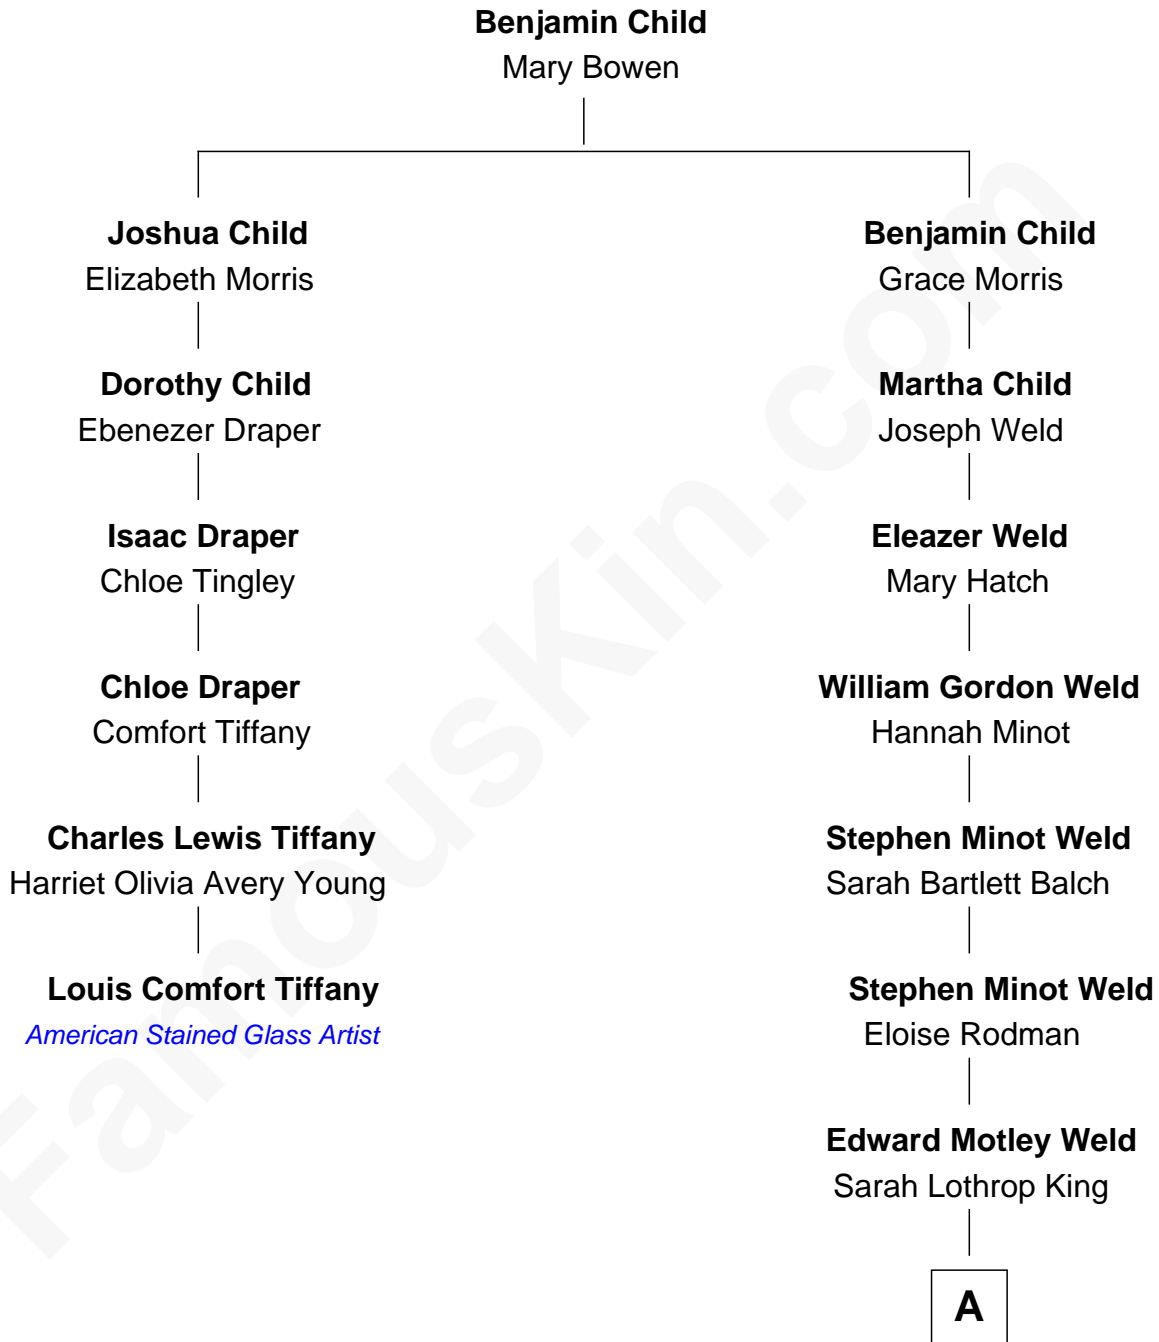 Benjamin Child
Mary Bowen
Joshua Child
Elizabeth Morris
Benjamin Child
Grace Morris
Dorothy Child
Ebenezer Draper
Martha Child
Joseph Weld
Isaac Draper
Chloe Tingley
Eleazer Weld
Mary Hatch
Chloe Draper
Comfort Tiffany
William Gordon Weld
Hannah Minot
Charles Lewis Tiffany
Harriet Olivia Avery Young
Stephen Minot Weld
Sarah Bartlett Balch
Louis Comfort Tiffany
American Stained Glass Artist
Stephen Minot Weld
Eloise Rodman
Edward Motley Weld
Sarah Lothrop King
A
FamousKin.com